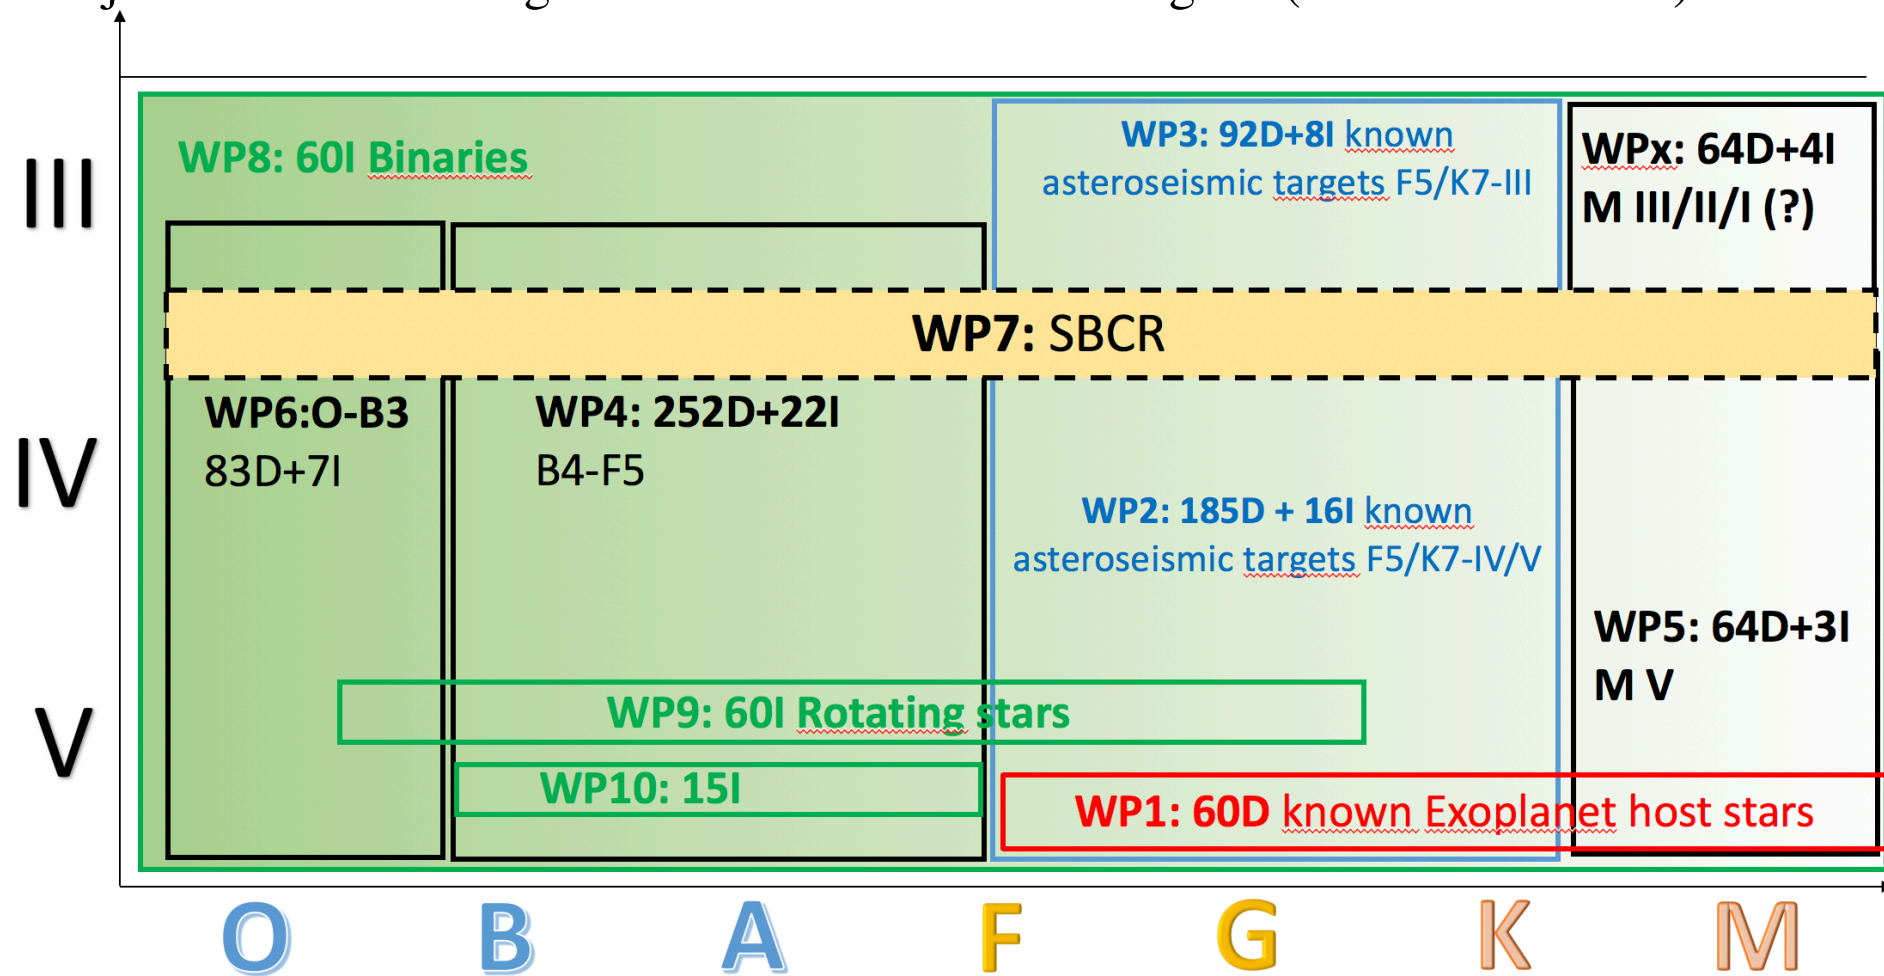 III
WP8: 60I Binaries
WP3: 92D+8I known
asteroseismic targets F5/K7-III
WPx: 64D+4I
M III/II/I (?)
WP7: SBCR
IV
WP6:O-B3
83D+7I
WP4: 252D+22I
B4-F5
WP2: 185D + 16I known
asteroseismic targets F5/K7-IV/V
WP5: 64D+3I
M V
V
WP9: 60I Rotating stars
WP10: 15I
WP1: 60D known Exoplanet host stars
O B A F G K M